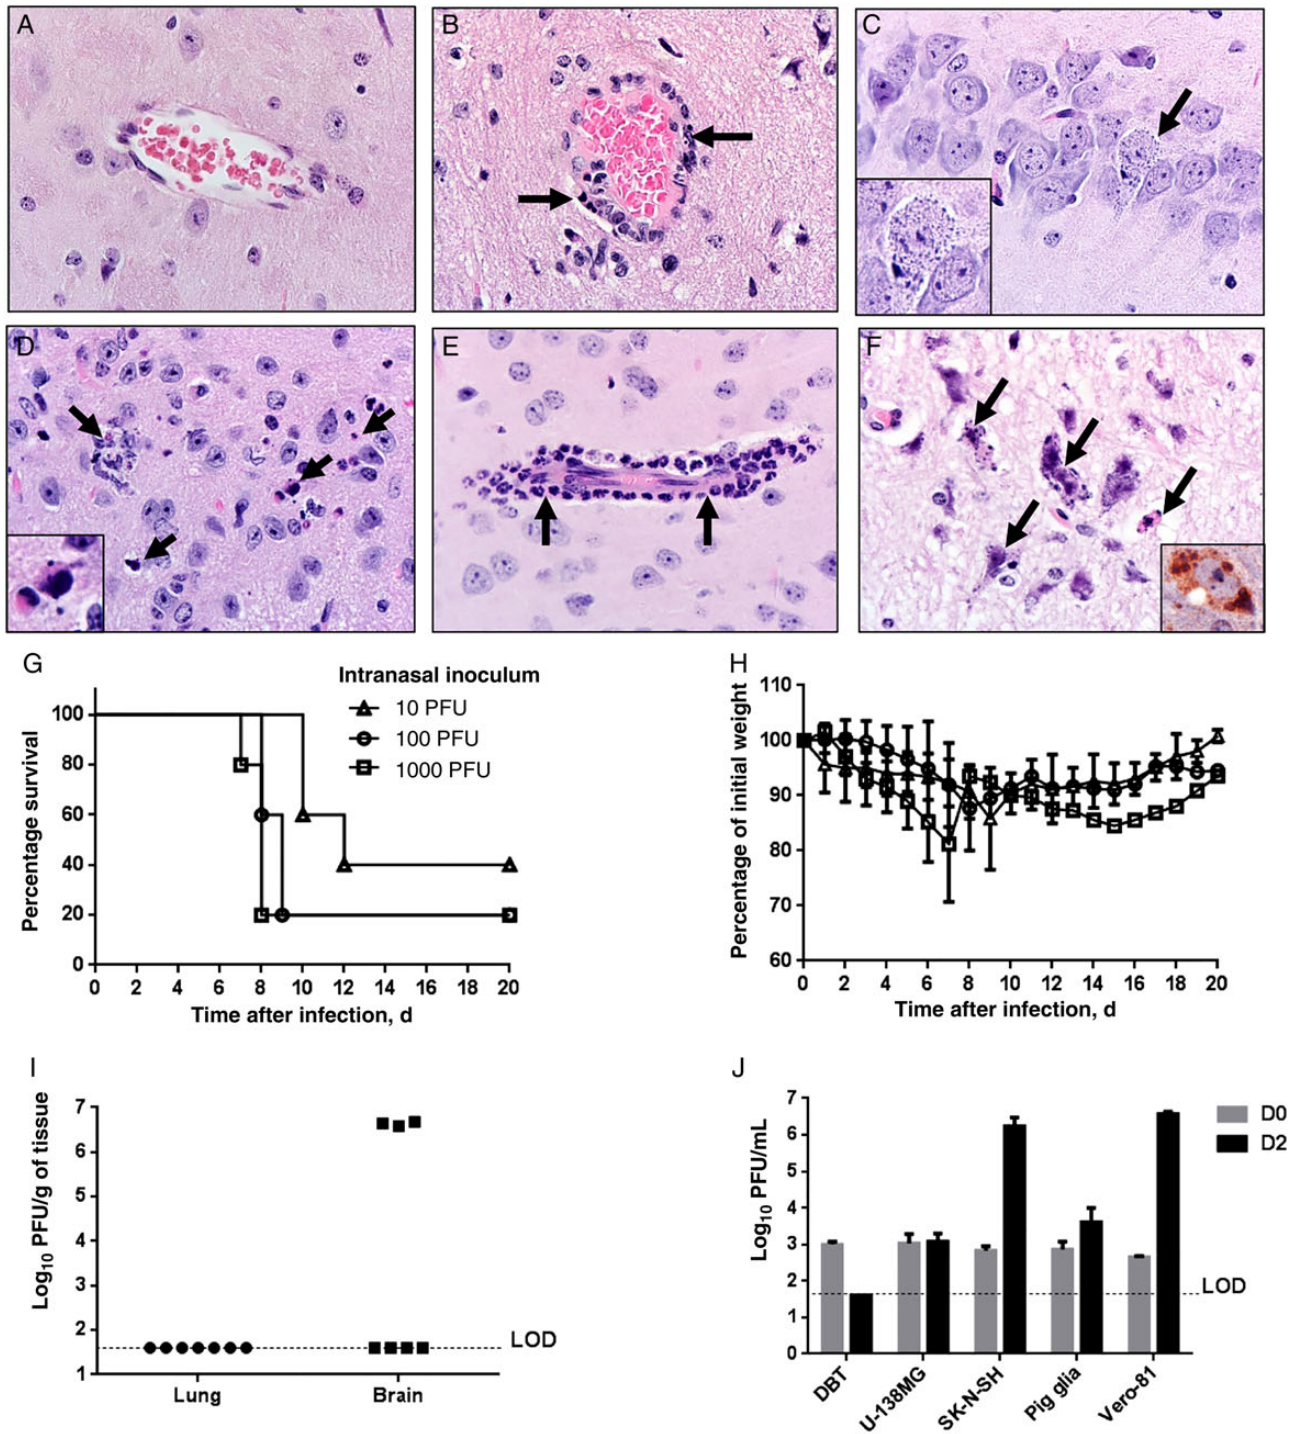 A
B
C
D
E
F
G
Intranasal inoculum
10 PFU
100 PFU
1000 PFU
Percentage survival
100
80
60
40
20
0
0 2 4 6 8 10 12 14 16 18 20
Time after infection, d
H
Percentage of initial weight
110
100
90
80
70
60
0 2 4 6 8 10 12 14 16 18 20
Time after infection, d
I
Log10 PFU/g of tissue
7
6
5
4
3
2
1
LOD
Lung Brain
J
Log10 PFU/mL
7
6
5
4
3
2
1
0
D0
D2
LOD
DBT U-138MG SK-N-SH Pig glia Vero-81